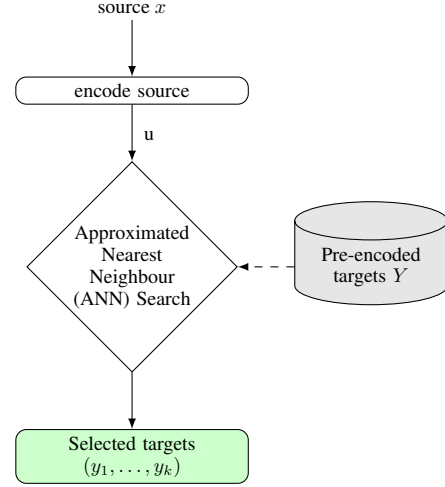 source x
encode source
u
Approximated
Nearest
Neighbour
(ANN) Search
Pre-encoded
targets Y
Selected targets
(y₁, . . . , yₖ)